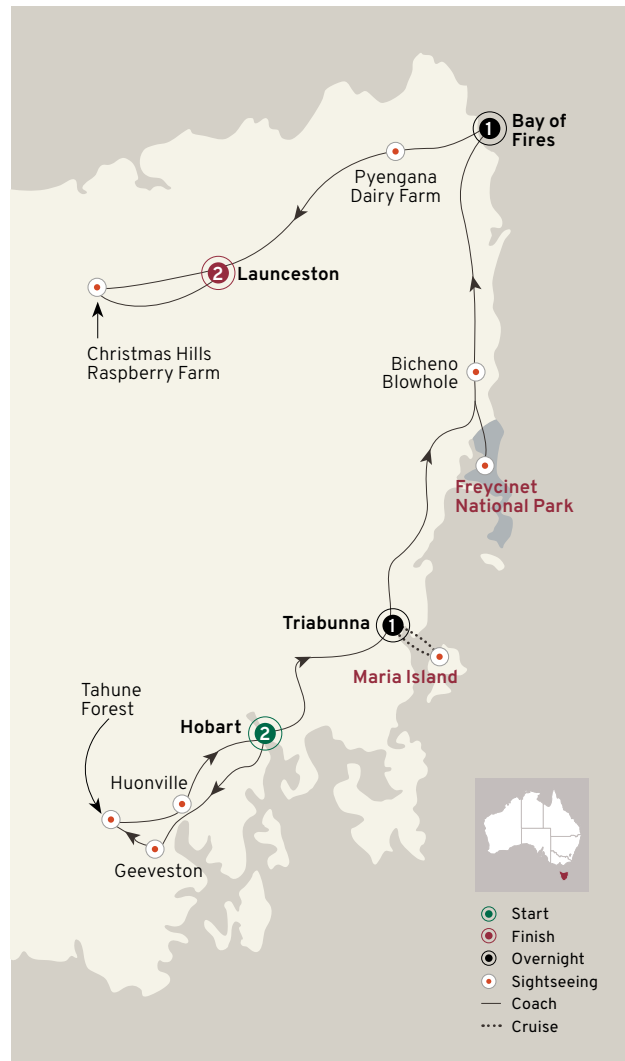 1
Bay of
Fires
Pyengana
Dairy Farm
2
Launceston
Christmas Hills
Raspberry Farm
Bicheno
Blowhole
Freycinet
National Park
Triabunna
1
Maria Island
Tahune
Forest
Hobart
2
Huonville
Geeveston
Start
Finish
Overnight
Sightseeing
Coach
Cruise